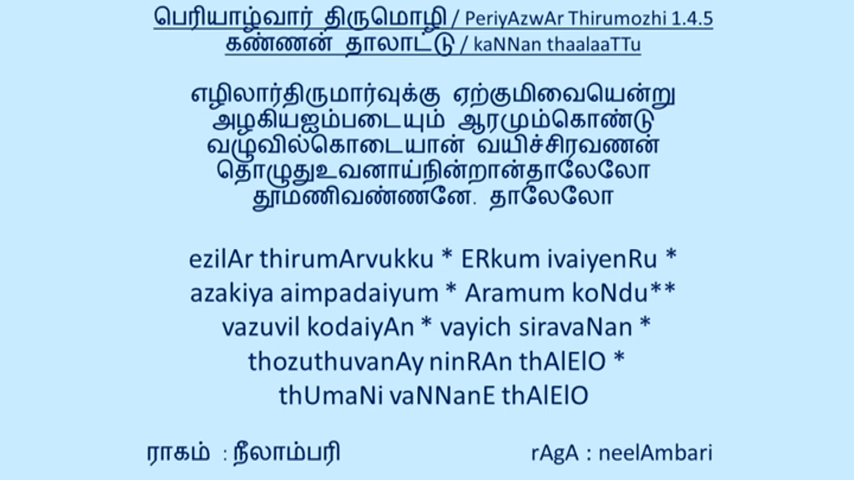 பெரியாழ்வார் திருமொழி / PeriyAzwAr Thirumozhi 1.4.5
கண்ணன் தாலாட்டு / kaNNan thaalaaTTu
எழிலார்திருமார்வுக்கு ஏற்குமிவையென்று
அழகியஐம்படையும் ஆரமும்கொண்டு
வழுவில்கொடையான் வயிச்சிரவணன்
தொழுதுஉவனாய்நின்றான்தாலேலோ
தூமணிவண்ணனே. தாலேலோ
ezilAr thirumArvukku * ERkum ivaiyenRu *
azakiya aimpadaiyum * Aramum koNdu**
vazuvil kodaiyAn * vayich siravaNan *
thozuthuvanAy ninRAn thAlElO *
thUmaNi vaNNanE thAlElO
ராகம் : நீலாம்பரி rAgA : neelAmbari